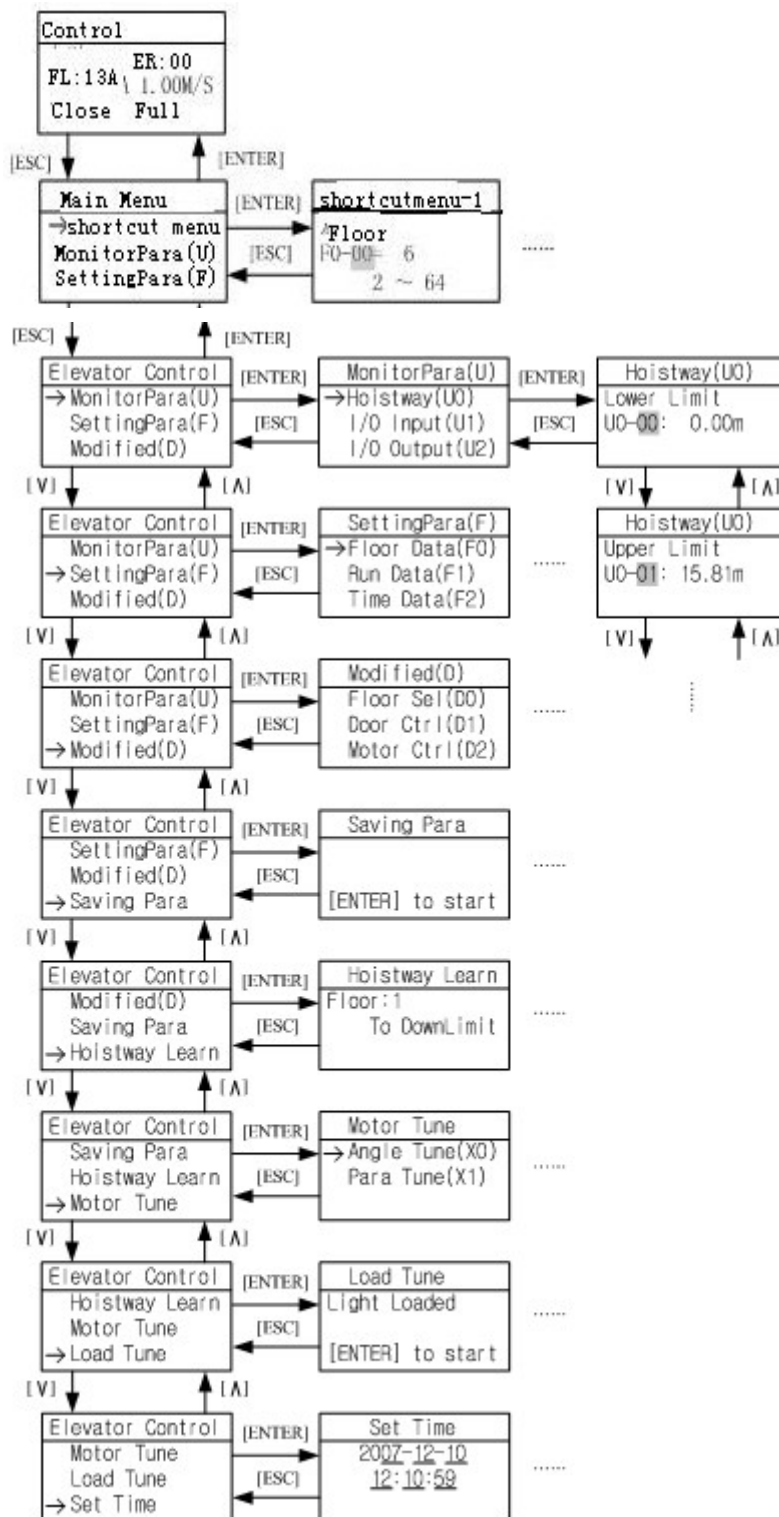 Control
ER:00
FL:13A 1.00M/S
Close Full
[ESC] [ENTER]
Main Menu
→shortcut menu
MonitorPara(U)
SettingPara(F)
[ENTER]
[ESC]
shortcutmenu-1
Floor
F0-00= 6
2 ~ 64
......
[ESC] [ENTER]
Elevator Control
→MonitorPara(U)
SettingPara(F)
Modified(D)
[ENTER]
[ESC]
MonitorPara(U)
→Hoistway(U0)
I/O Input(U1)
I/O Output(U2)
[ENTER]
[ESC]
Hoistway(U0)
Lower Limit
U0-00: 0.00m
[V] [Λ] [V] [Λ]
Elevator Control
MonitorPara(U)
→SettingPara(F)
Modified(D)
[ENTER]
[ESC]
SettingPara(F)
→Floor Data(F0)
Run Data(F1)
Time Data(F2)
......
Hoistway(U0)
Upper Limit
U0-01: 15.81m
[V] [Λ] [V] [Λ]
Elevator Control
MonitorPara(U)
SettingPara(F)
→Modified(D)
[ENTER]
[ESC]
Modified(D)
Floor Sel(D0)
Door Ctrl(D1)
Motor Ctrl(D2)
......
[V] [Λ]
Elevator Control
SettingPara(F)
Modified(D)
→Saving Para
[ENTER]
[ESC]
Saving Para
[ENTER] to start
......
[V] [Λ]
Elevator Control
Modified(D)
Saving Para
→Hoistway Learn
[ENTER]
[ESC]
Hoistway Learn
Floor:1
To DownLimit
......
[V] [Λ]
Elevator Control
Saving Para
Hoistway Learn
→Motor Tune
[ENTER]
[ESC]
Motor Tune
→Angle Tune(X0)
Para Tune(X1)
......
[V] [Λ]
Elevator Control
Hoistway Learn
Motor Tune
→Load Tune
[ENTER]
[ESC]
Load Tune
Light Loaded
[ENTER] to start
......
[V] [Λ]
Elevator Control
Motor Tune
Load Tune
→Set Time
[ENTER]
[ESC]
Set Time
2007-12-10
12:10:59
......